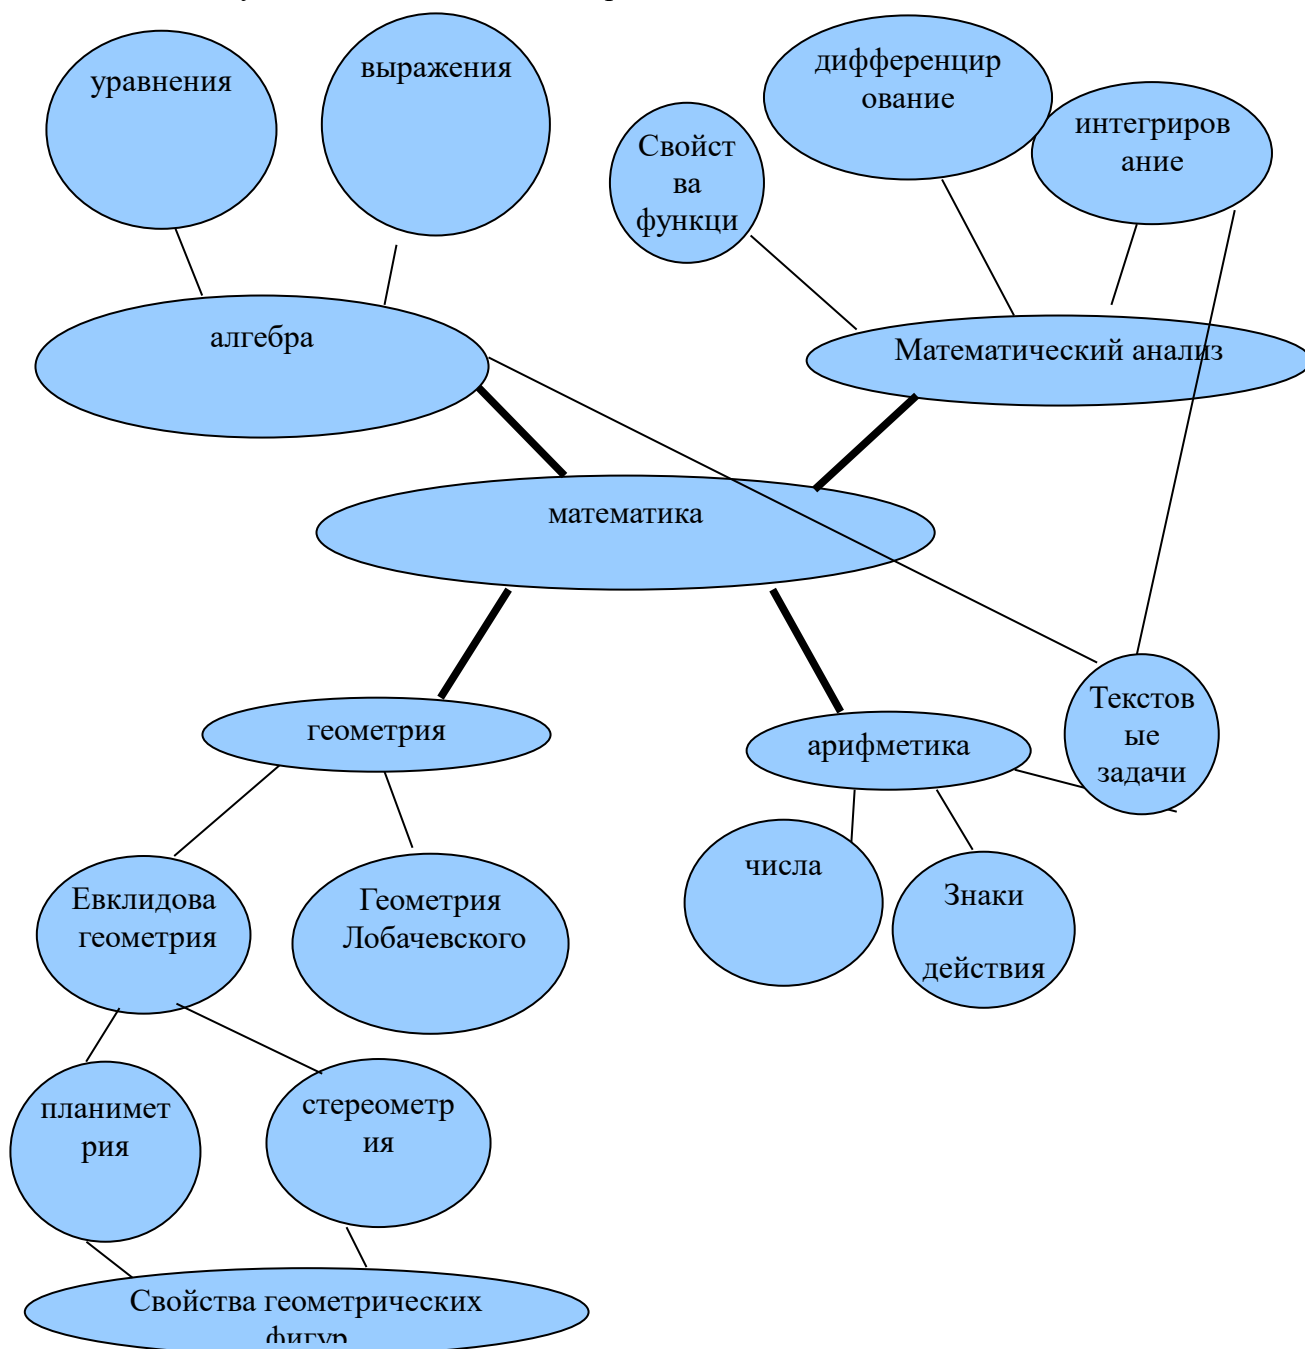 уравнения
выражения
дифференцир
ование
интегриров
ание
Свойст
ва
функци
алгебра
Математический анализ
математика
геометрия
арифметика
Текстов
ые
задачи
Евклидова
геометрия
Геометрия
Лобачевского
числа
Знаки
действия
планимет
рия
стереометр
ия
Свойства геометрических
фигур